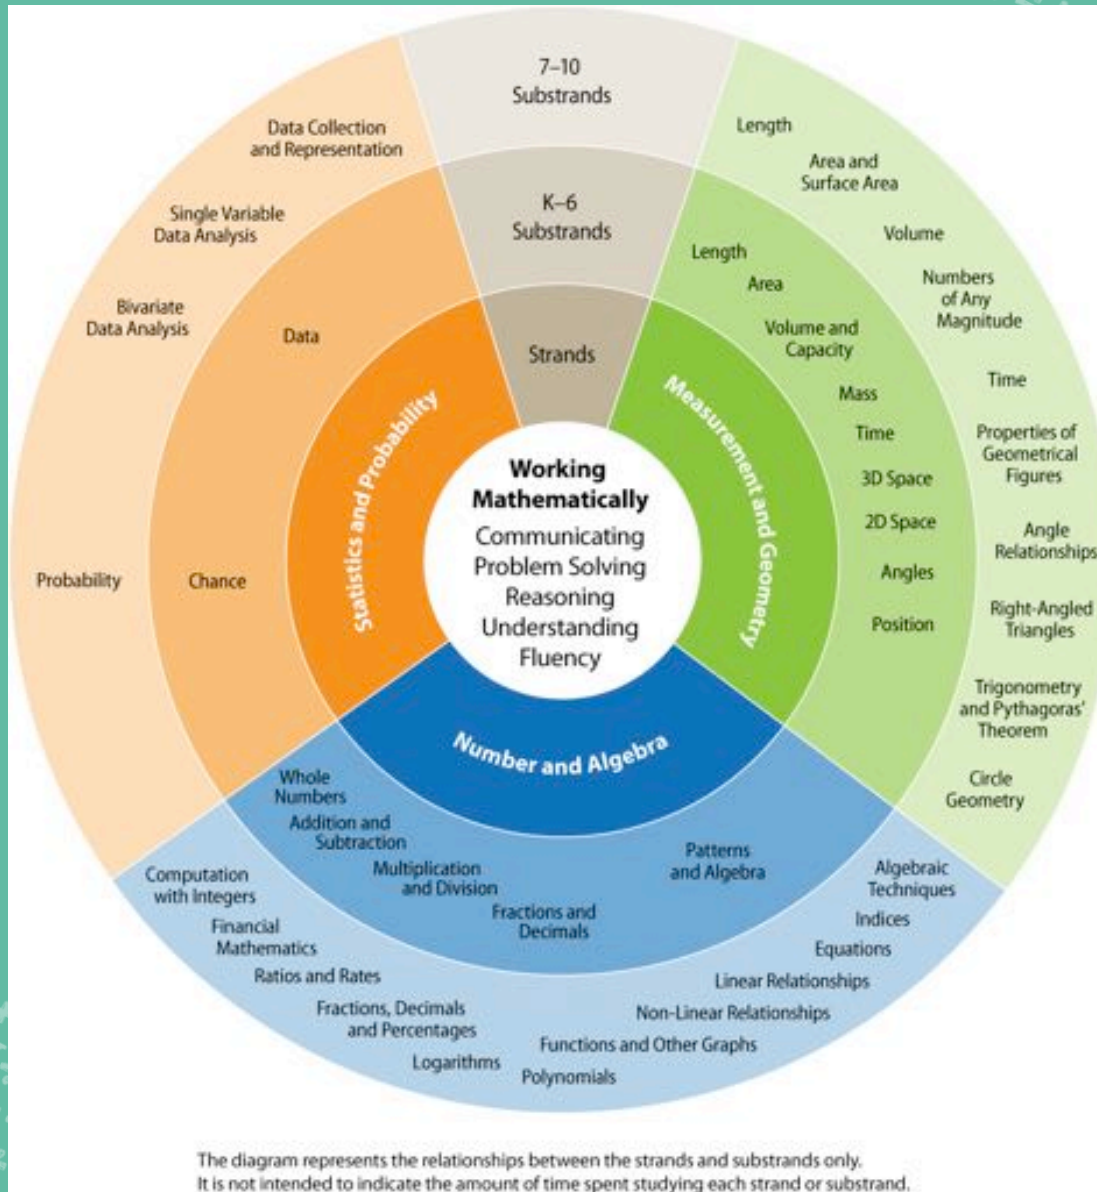 7–10
Substrands
K–6
Substrands
Strands
Working
Mathematically
Communicating
Problem Solving
Reasoning
Understanding
Fluency
Statistics and Probability
Data Collection
and Representation
Single Variable
Data Analysis
Bivariate
Data Analysis
Probability
Data
Chance
Measurement and Geometry
Length
Area
Volume and
Capacity
Mass
Time
3D Space
2D Space
Angles
Position
Length
Area and
Surface Area
Volume
Numbers
of Any
Magnitude
Time
Properties of
Geometrical
Figures
Angle
Relationships
Right-Angled
Triangles
Trigonometry
and Pythagoras'
Theorem
Circle
Geometry
Number and Algebra
Whole
Numbers
Addition and
Subtraction
Multiplication
and Division
Fractions and
Decimals
Patterns
and Algebra
Computation
with Integers
Financial
Mathematics
Ratios and Rates
Fractions, Decimals
and Percentages
Logarithms
Polynomials
Functions and Other Graphs
Non-Linear Relationships
Linear Relationships
Equations
Indices
Algebraic
Techniques
The diagram represents the relationships between the strands and substrands only.
It is not intended to indicate the amount of time spent studying each strand or substrand.